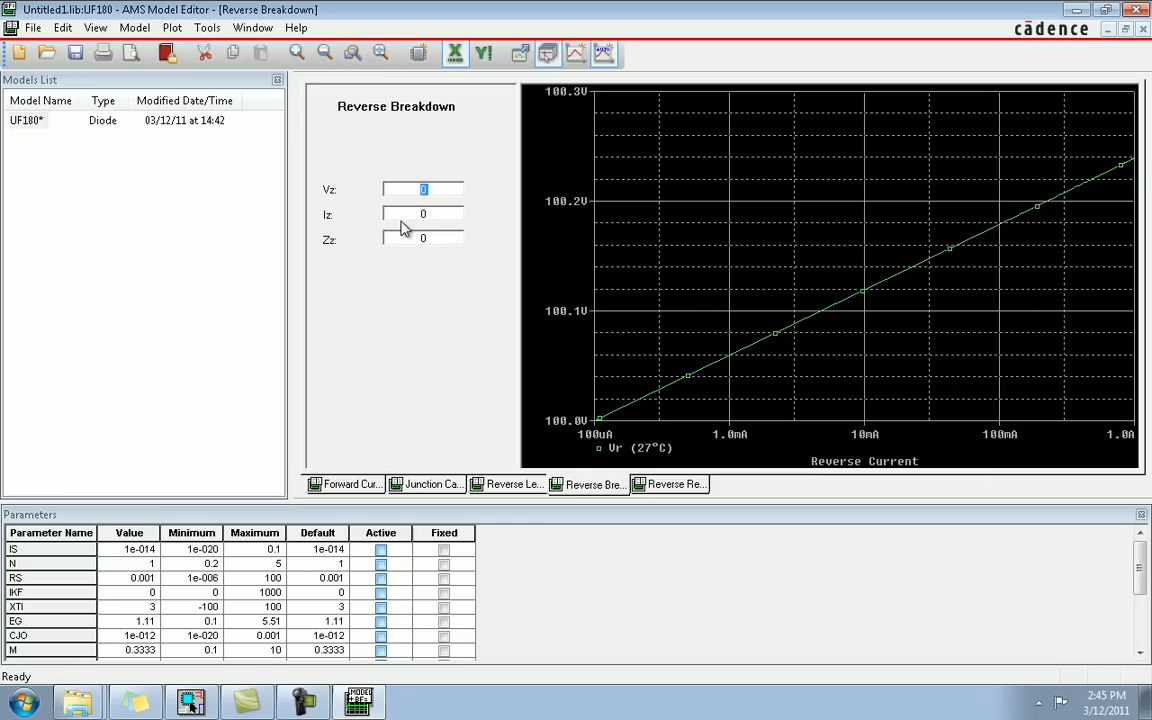 Untitled1.lib:UF180 - AMS Model Editor - [Reverse Breakdown]
File Edit View Model Plot Tools Window Help
cādence
Models List
Model Name Type Modified Date/Time
UF180* Diode 03/12/11 at 14:42
Reverse Breakdown
Vz: 0
Iz: 0
Zz: 0
100.3V
100.2V
100.1V
100.0V
100uA 1.0mA 10mA 100mA 1.0A
Vr (27°C)
Reverse Current
Forward Cur... Junction Ca... Reverse Le... Reverse Bre... Reverse Re...
Parameters
Parameter Name Value Minimum Maximum Default Active Fixed
IS 1e-014 1e-020 0.1 1e-014
N 1 0.2 5 1
RS 0.001 1e-006 100 0.001
IKF 0 0 1000 0
XTI 3 -100 100 3
EG 1.11 0.1 5.51 1.11
CJO 1e-012 1e-020 0.001 1e-012
M 0.3333 0.1 10 0.3333
Ready
MODEL
2:45 PM
3/12/2011